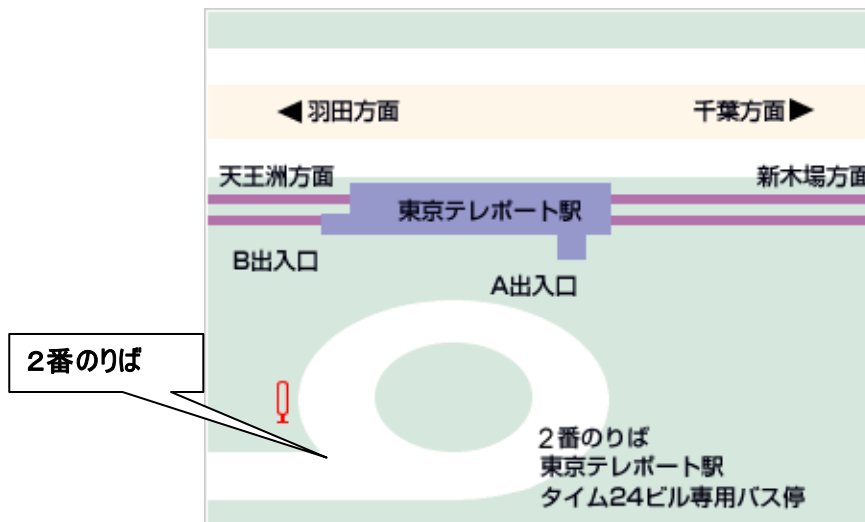 ◀羽田方面
千葉方面▶
天王洲方面
新木場方面
東京テレポート駅
B出入口
A出入口
２番のりば
２番のりば
東京テレポート駅
タイム24ビル専用バス停